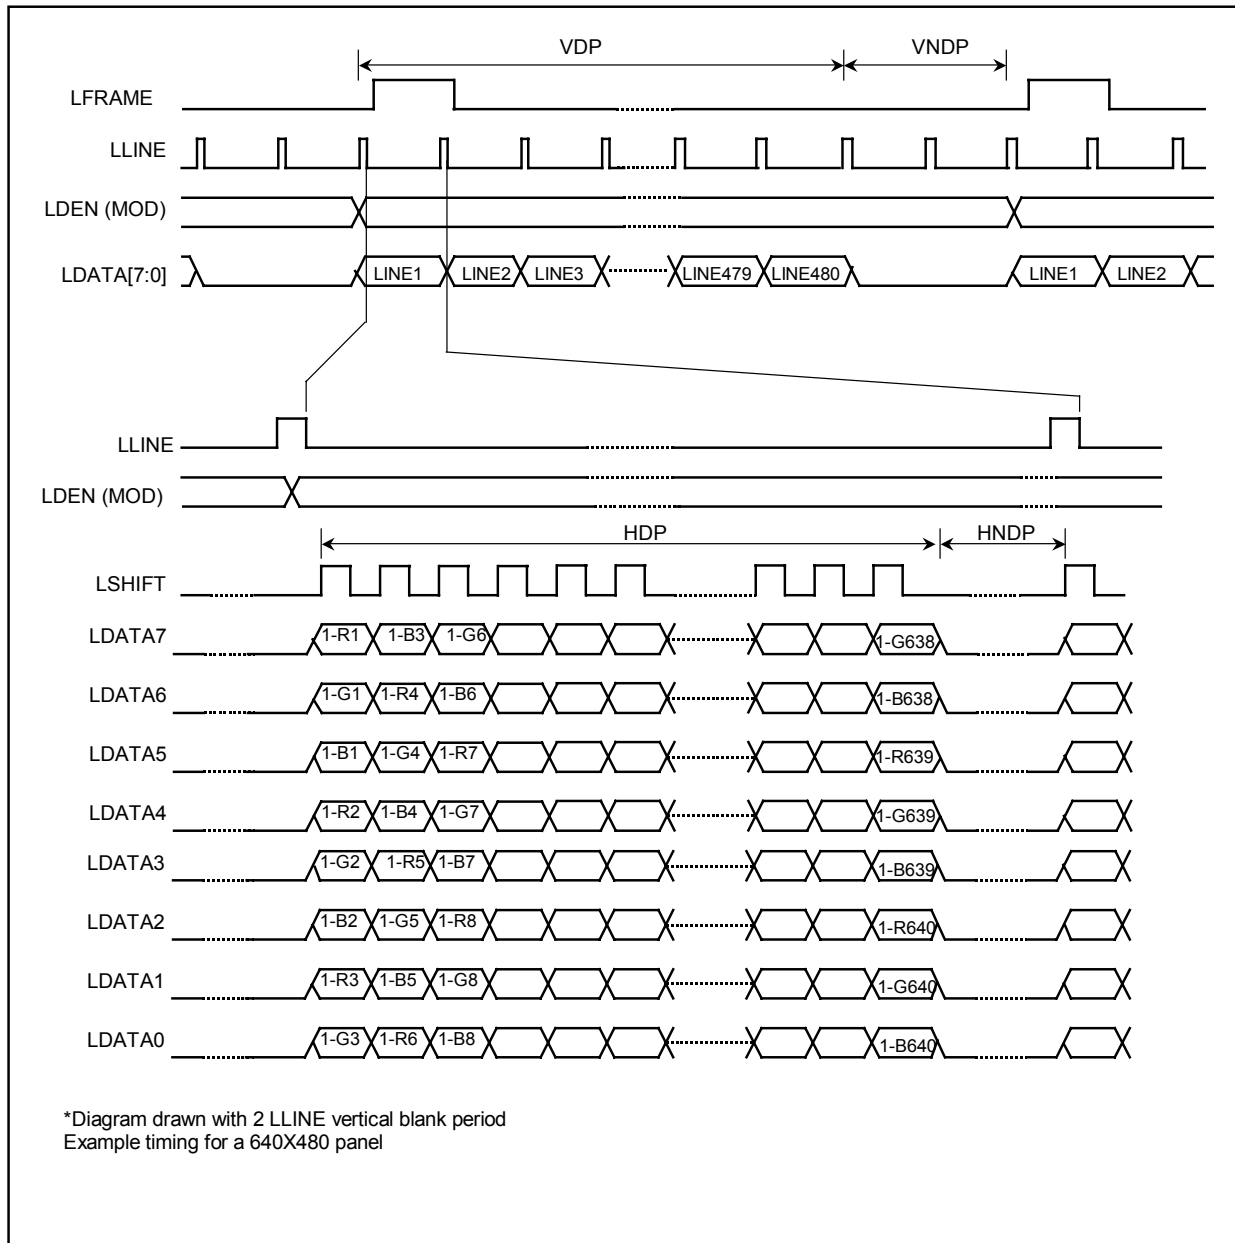 VDP VNDP
LFRAME
LLINE
LDEN (MOD)
LDATA[7:0] LINE1 LINE2 LINE3 LINE479 LINE480 LINE1 LINE2
LLINE
LDEN (MOD)
HDP HNDP
LSHIFT
LDATA7 1-R1 1-B3 1-G6 1-G638
LDATA6 1-G1 1-R4 1-B6 1-B638
LDATA5 1-B1 1-G4 1-R7 1-R639
LDATA4 1-R2 1-B4 1-G7 1-G639
LDATA3 1-G2 1-R5 1-B7 1-B639
LDATA2 1-B2 1-G5 1-R8 1-R640
LDATA1 1-R3 1-B5 1-G8 1-G640
LDATA0 1-G3 1-R6 1-B8 1-B640
*Diagram drawn with 2 LLINE vertical blank period
Example timing for a 640X480 panel